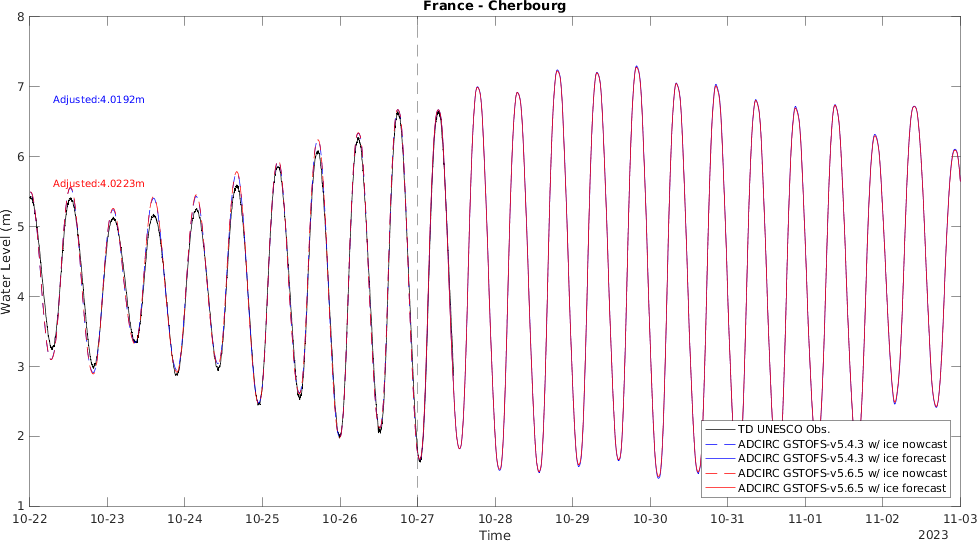 France - Cherbourg
8
7
6
5
4
3
2
1
Water Level (m)
Adjusted:4.0192m
Adjusted:4.0223m
TD UNESCO Obs.
ADCIRC GSTOFS-v5.4.3 w/ ice nowcast
ADCIRC GSTOFS-v5.4.3 w/ ice forecast
ADCIRC GSTOFS-v5.6.5 w/ ice nowcast
ADCIRC GSTOFS-v5.6.5 w/ ice forecast
10-22 10-23 10-24 10-25 10-26 10-27 10-28 10-29 10-30 10-31 11-01 11-02 11-03
Time
2023